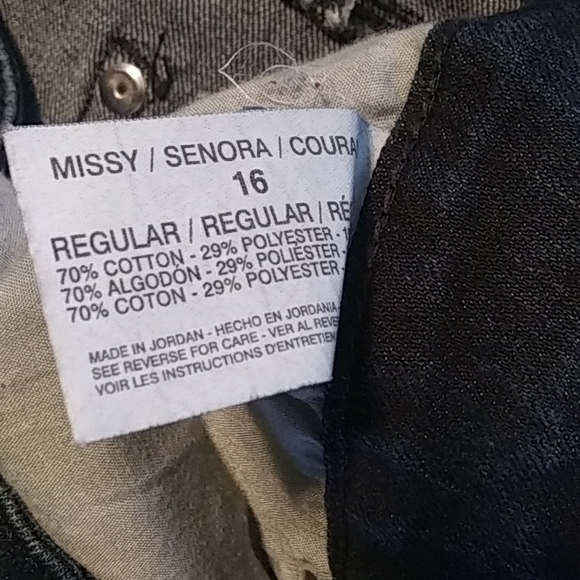 MISSY / SENORA / COURA
16
REGULAR / REGULAR / RÉ
70% COTTON - 29% POLYESTER - 1
70% ALGODÓN - 29% POLIÉSTER -
70% COTON - 29% POLYESTER-
MADE IN JORDAN - HECHO EN JORDANIA
SEE REVERSE FOR CARE - VER AL REVE
VOIR LES INSTRUCTIONS D'ENTRETIEN